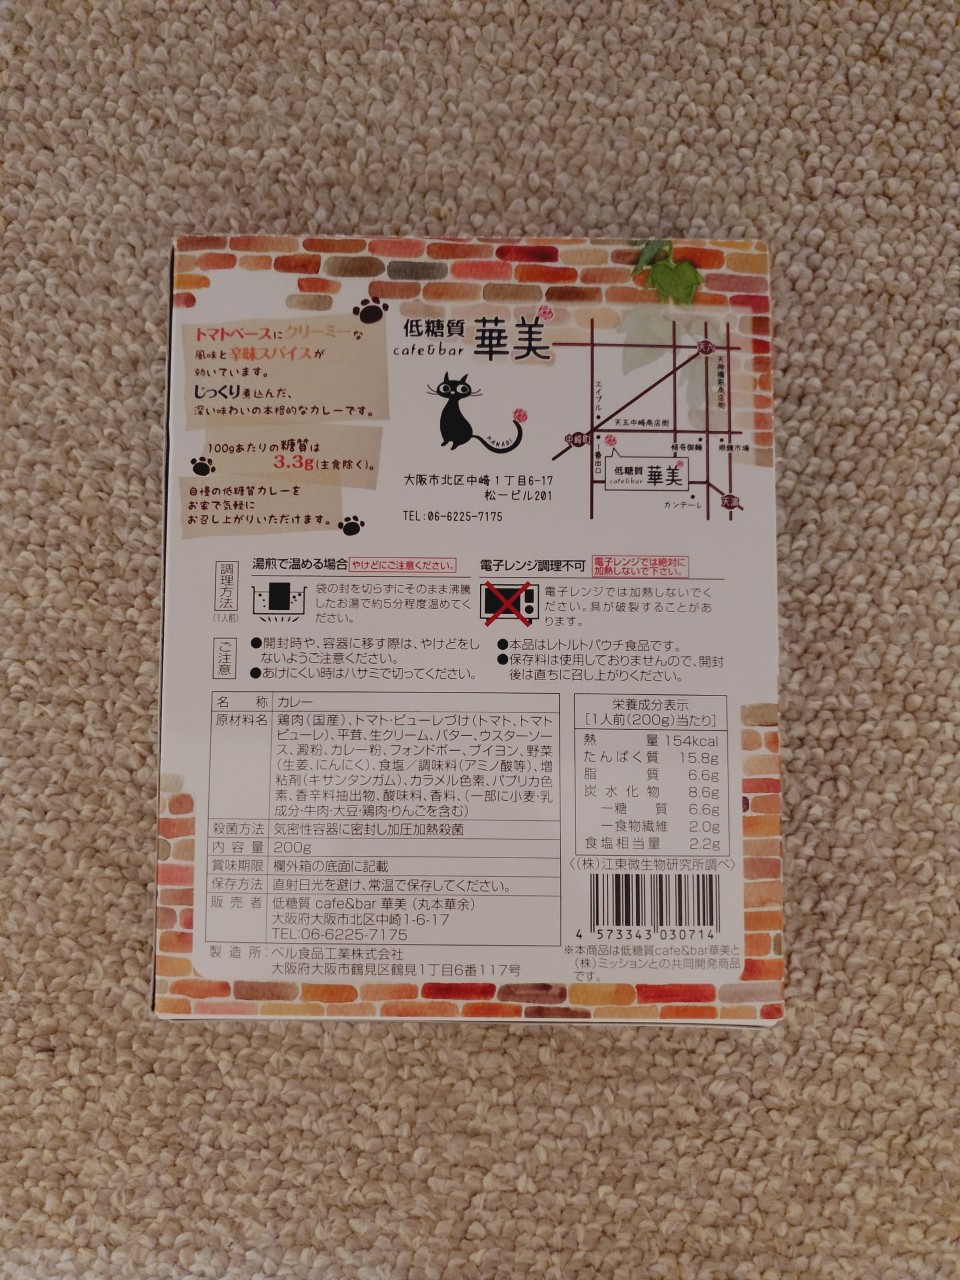 トマトベースにクリーミーな
風味と辛味スパイスが
効いています。
じっくり煮込んだ、
深い味わいの本格的なカレーです。
100gあたりの糖質は
3.3g(主食除く)。
自慢の低糖質カレーを
お家で気軽に
お召し上がりいただけます。
低糖質
cafe&bar
華美
HANABI
大阪市北区中崎1丁目6-17
松一ビル201
TEL:06-6225-7175
天六
天神橋筋商店街
エイブル
天五中崎商店街
中崎町
1番出口
低糖質
cafe&bar
華美
カンテーレ
天満
調理方法
(1人前)
湯煎で温める場合
やけどにご注意ください。
袋の封を切らずにそのまま沸騰
したお湯で約5分程度温めてく
ださい。
電子レンジ調理不可
電子レンジでは絶対に
加熱しないで下さい。
電子レンジでは加熱しないでく
ださい。具が破裂することがあ
ります。
ご注意
●開封時や、容器に移す際は、やけどをし
ないようご注意ください。
●あけにくい時はハサミで切ってください。
●本品はレトルトパウチ食品です。
●保存料は使用しておりませんので、開封
後は直ちに召し上がりください。
名称 カレー
原材料名 鶏肉(国産)、トマト・ピューレづけ(トマト、トマト
ピューレ)、平茸、生クリーム、バター、ウスターソー
ス、澱粉、カレー粉、フォンドボー、ブイヨン、野菜
(生姜、にんにく)、食塩／調味料(アミノ酸等)、増
粘剤(キサンタンガム)、カラメル色素、パプリカ色
素、香辛料抽出物、酸味料、香料、(一部に小麦・乳
成分・牛肉・大豆・鶏肉・りんごを含む)
殺菌方法 気密性容器に密封し加圧加熱殺菌
内容量 200g
賞味期限 欄外箱の底面に記載
保存方法 直射日光を避け、常温で保存してください。
販売者 低糖質 cafe&bar 華美（丸本華余）
大阪府大阪市北区中崎1-6-17
TEL:06-6225-7175
製造所:ベル食品工業株式会社
大阪府大阪市鶴見区鶴見1丁目6番117号
栄養成分表示
[1人前(200g)当たり]
熱量 154kcal
たんぱく質 15.8g
脂質 6.6g
炭水化物 8.6g
―糖質 6.6g
―食物繊維 2.0g
食塩相当量 2.2g
〈(株)江東微生物研究所調べ〉
4 573343 030714
※本商品は低糖質cafe&bar華美と
(株)ミッションとの共同開発商品
です。